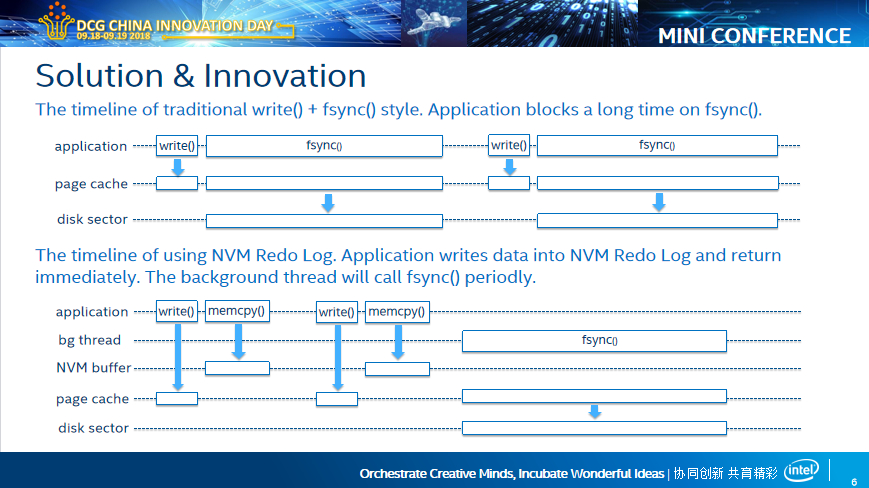 DCG CHINA INNOVATION DAY
09.18-09.19 2018
MINI CONFERENCE
Solution & Innovation
The timeline of traditional write() + fsync() style. Application blocks a long time on fsync().
application write() fsync() write() fsync()
page cache
disk sector
The timeline of using NVM Redo Log. Application writes data into NVM Redo Log and return
immediately. The background thread will call fsync() periodly.
application write() memcpy() write() memcpy()
bg thread fsync()
NVM buffer
page cache
disk sector
Orchestrate Creative Minds, Incubate Wonderful Ideas | 协同创新 共育精彩 intel
6